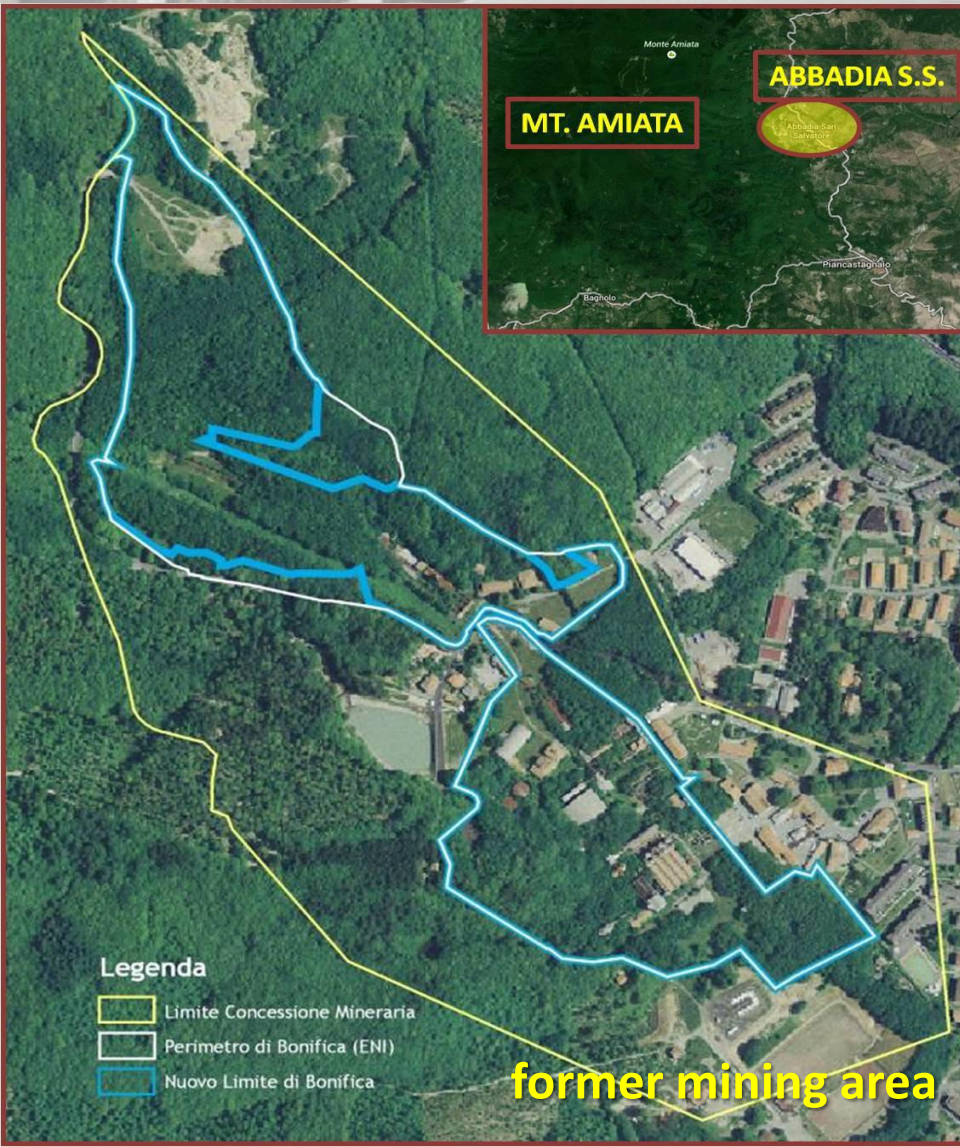 Monte Amiata
ABBADIA S.S.
MT. AMIATA
Abbadia San
Salvatore
Piancastagnaio
Bagnolo
Legenda
Limite Concessione Mineraria
Perimetro di Bonifica (ENI)
Nuovo Limite di Bonifica
former mining area